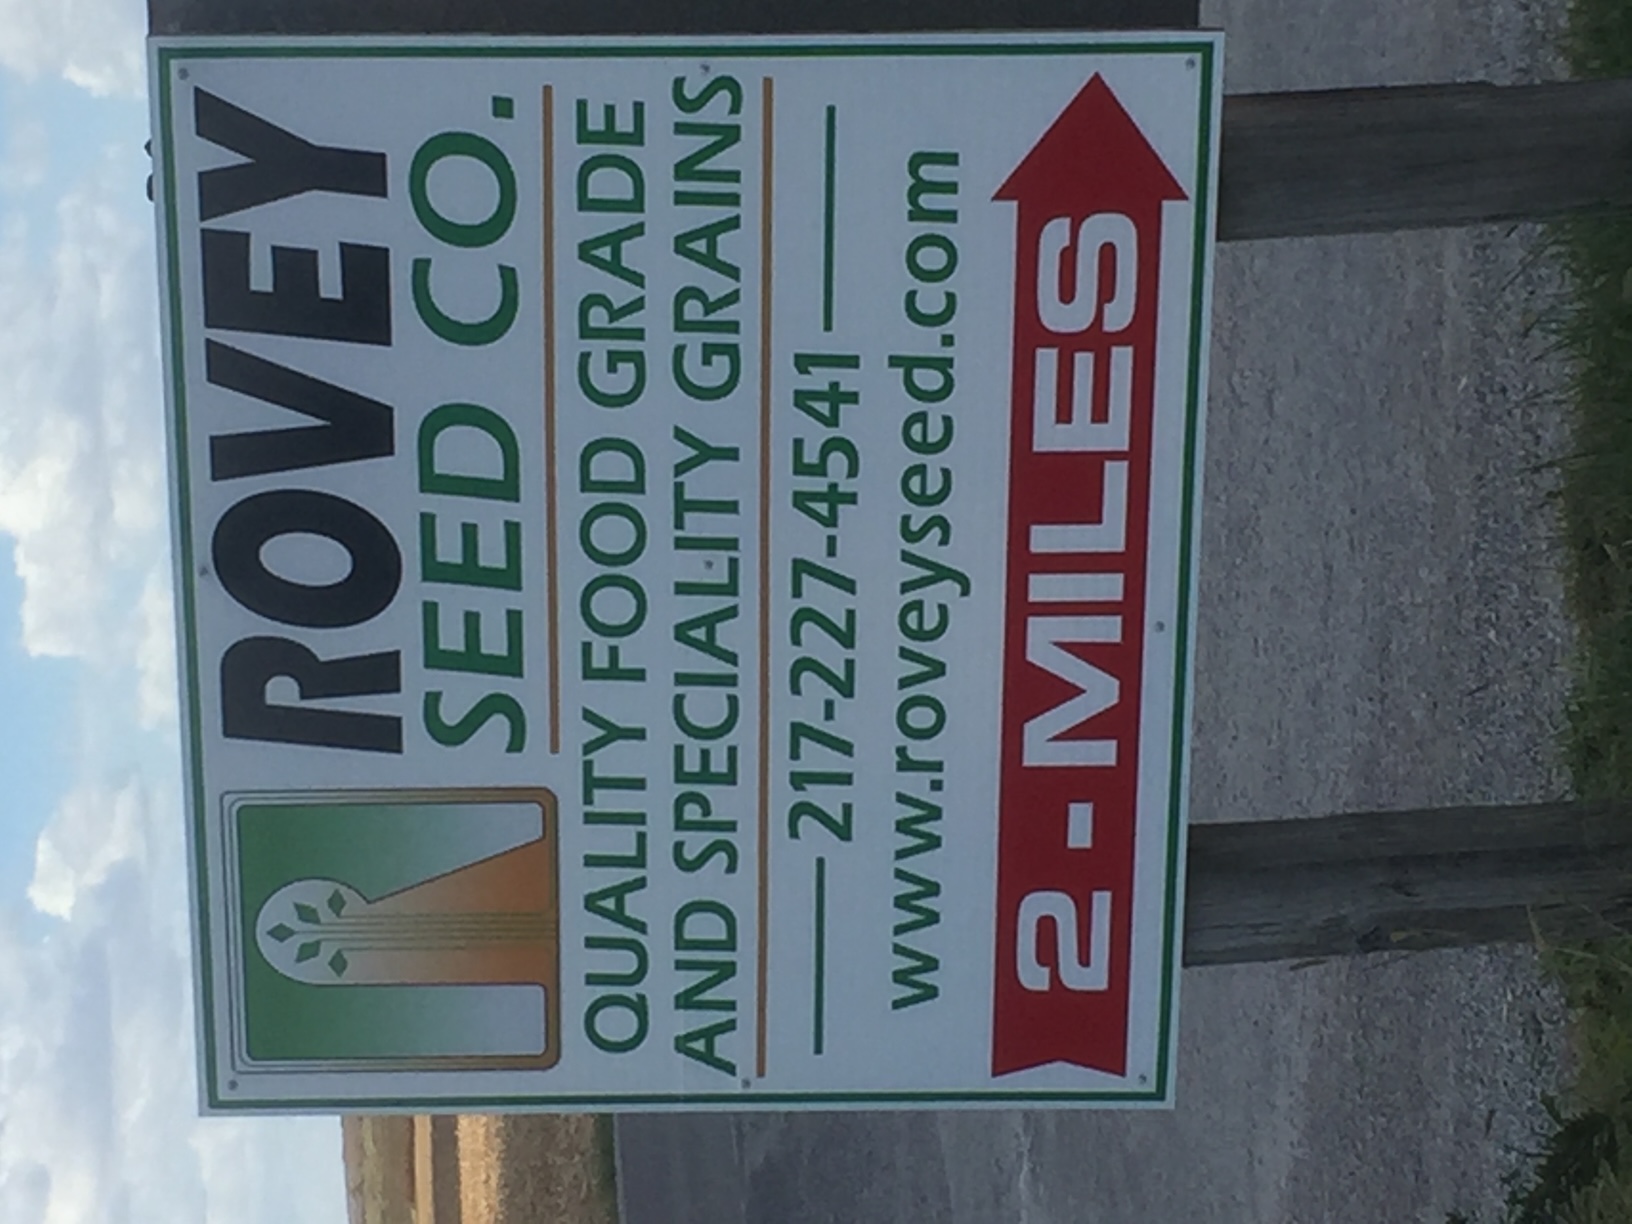 ROVEY
SEED CO.
QUALITY FOOD GRADE
AND SPECIALITY GRAINS
217-227-4541
www.roveyseed.com
2-MILES